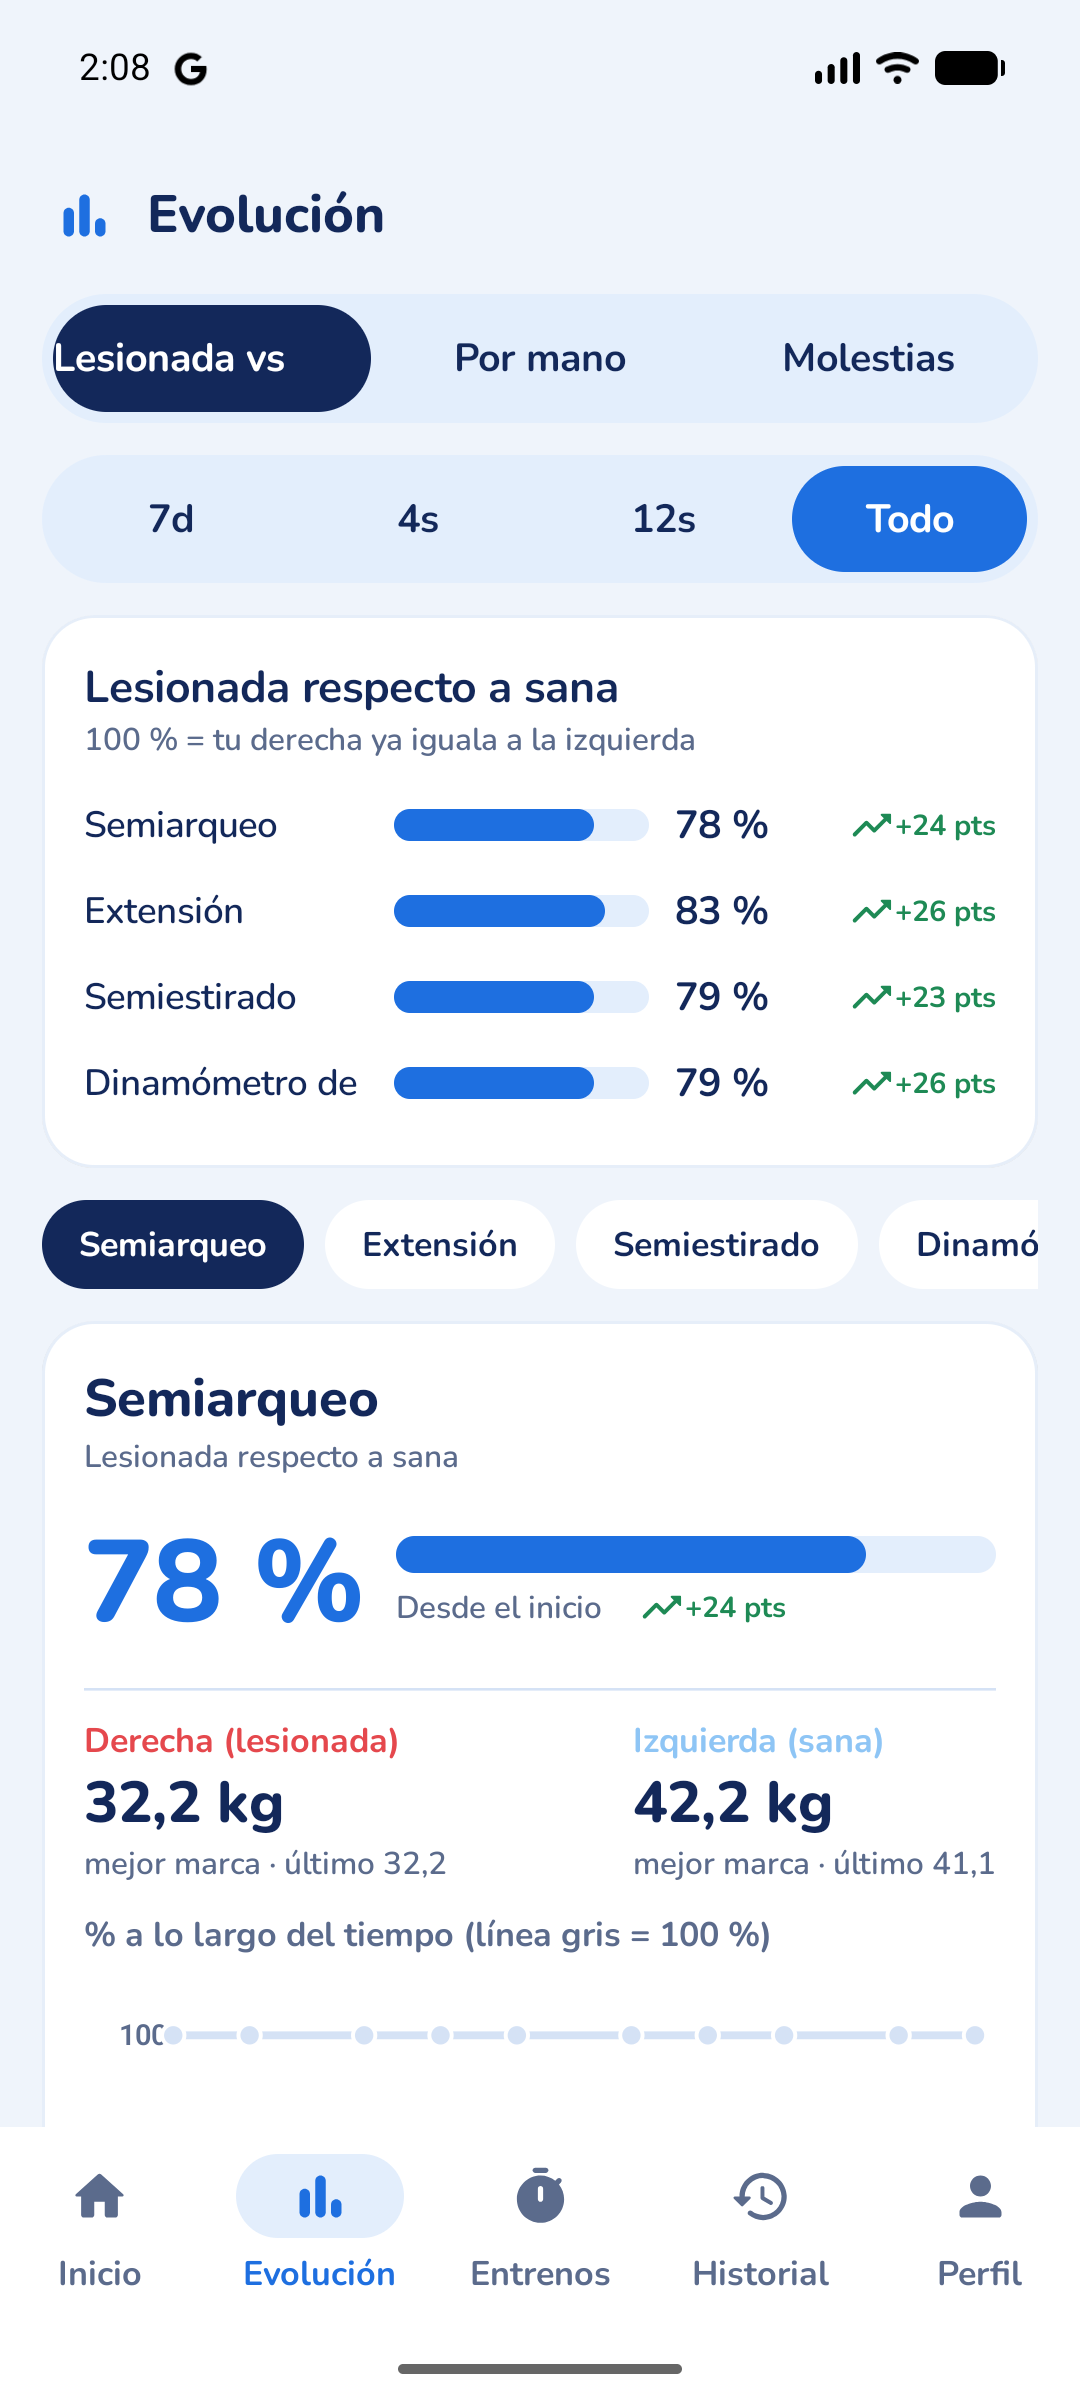 2:08 G
Evolución
Lesionada vs Por mano Molestias
7d 4s 12s Todo
Lesionada respecto a sana
100 % = tu derecha ya iguala a la izquierda
Semiarqueo 78 % +24 pts
Extensión 83 % +26 pts
Semiestirado 79 % +23 pts
Dinamómetro de 79 % +26 pts
Semiarqueo Extensión Semiestirado Dinamó
Semiarqueo
Lesionada respecto a sana
78 %
Desde el inicio +24 pts
Derecha (lesionada) Izquierda (sana)
32,2 kg 42,2 kg
mejor marca · último 32,2 mejor marca · último 41,1
% a lo largo del tiempo (línea gris = 100 %)
100
Inicio Evolución Entrenos Historial Perfil